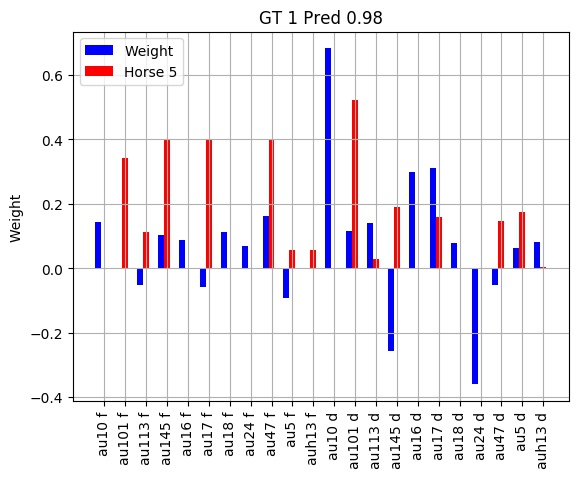 GT 1 Pred 0.98
Weight
Horse 5
Weight
0.6
0.4
0.2
0.0
−0.2
−0.4
au10 f
au101 f
au113 f
au145 f
au16 f
au17 f
au18 f
au24 f
au47 f
au5 f
auh13 f
au10 d
au101 d
au113 d
au145 d
au16 d
au17 d
au18 d
au24 d
au47 d
au5 d
auh13 d